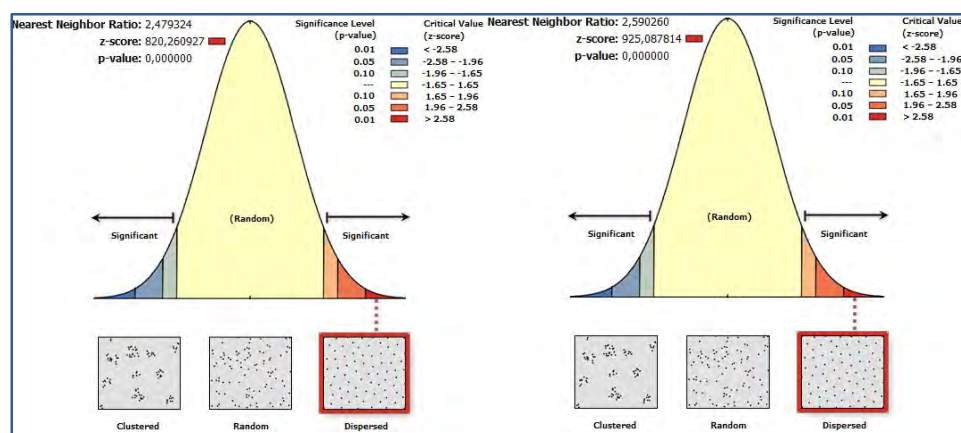 Nearest Neighbor Ratio: 2,479324
z-score: 820,260927
p-value: 0,000000
Significance Level
(p-value)
Critical Value
(z-score)
0.01 < -2.58
0.05 -2.58 – -1.96
0.10 -1.96 – -1.65
--- -1.65 – 1.65
0.10 1.65 – 1.96
0.05 1.96 – 2.58
0.01 > 2.58
(Random)
Significant
Significant
Clustered
Random
Dispersed
Nearest Neighbor Ratio: 2,590260
z-score: 925,087814
p-value: 0,000000
Significance Level
(p-value)
Critical Value
(z-score)
0.01 < -2.58
0.05 -2.58 – -1.96
0.10 -1.96 – -1.65
--- -1.65 – 1.65
0.10 1.65 – 1.96
0.05 1.96 – 2.58
0.01 > 2.58
(Random)
Significant
Significant
Clustered
Random
Dispersed